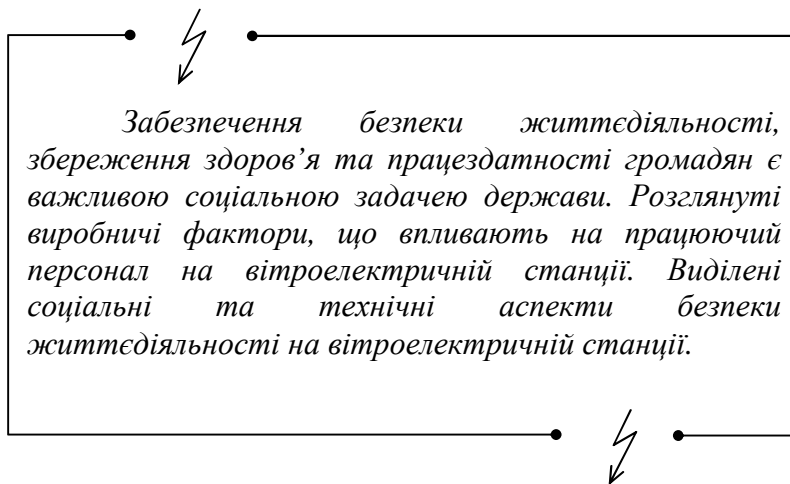 Забезпечення безпеки життєдіяльності,
збереження здоров’я та працездатності громадян є
важливою соціальною задачею держави. Розглянуті
виробничі фактори, що впливають на працюючий
персонал на вітроелектричній станції. Виділені
соціальні та технічні аспекти безпеки
життєдіяльності на вітроелектричній станції.